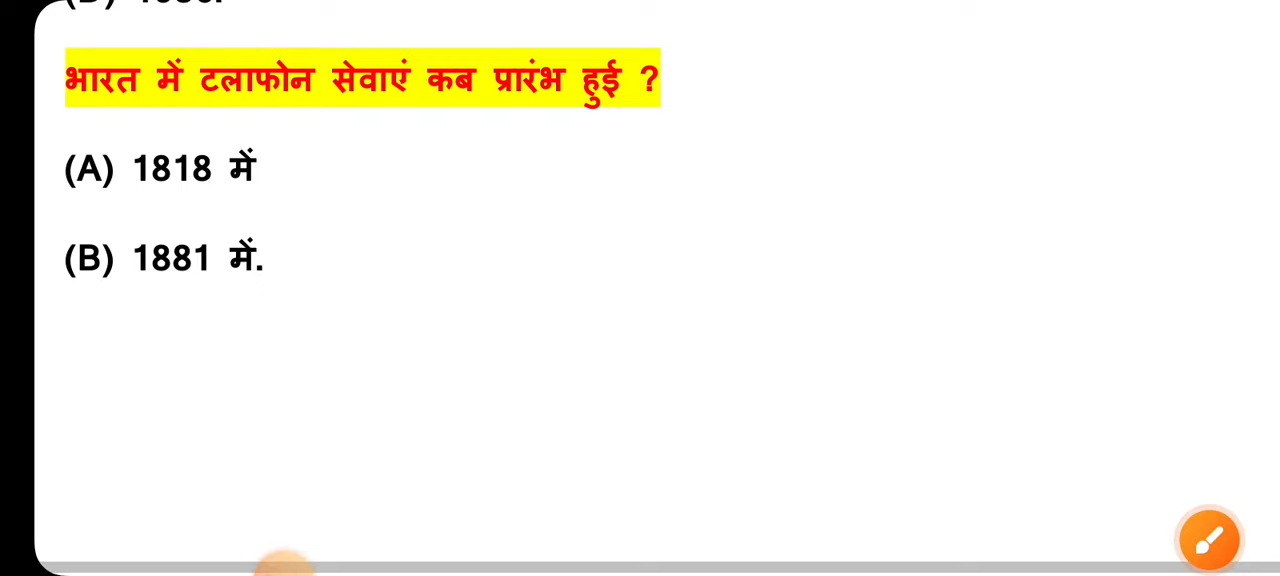 भारत में टलाफोन सेवाएं कब प्रारंभ हुई ?
(A) 1818 में
(B) 1881 में.